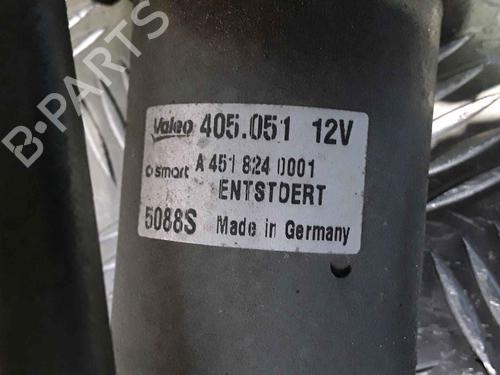 B-PARTS
Valeo 405.051 12V
smart A 451 824 0001
ENTSTOERT
5088S Made in Germany